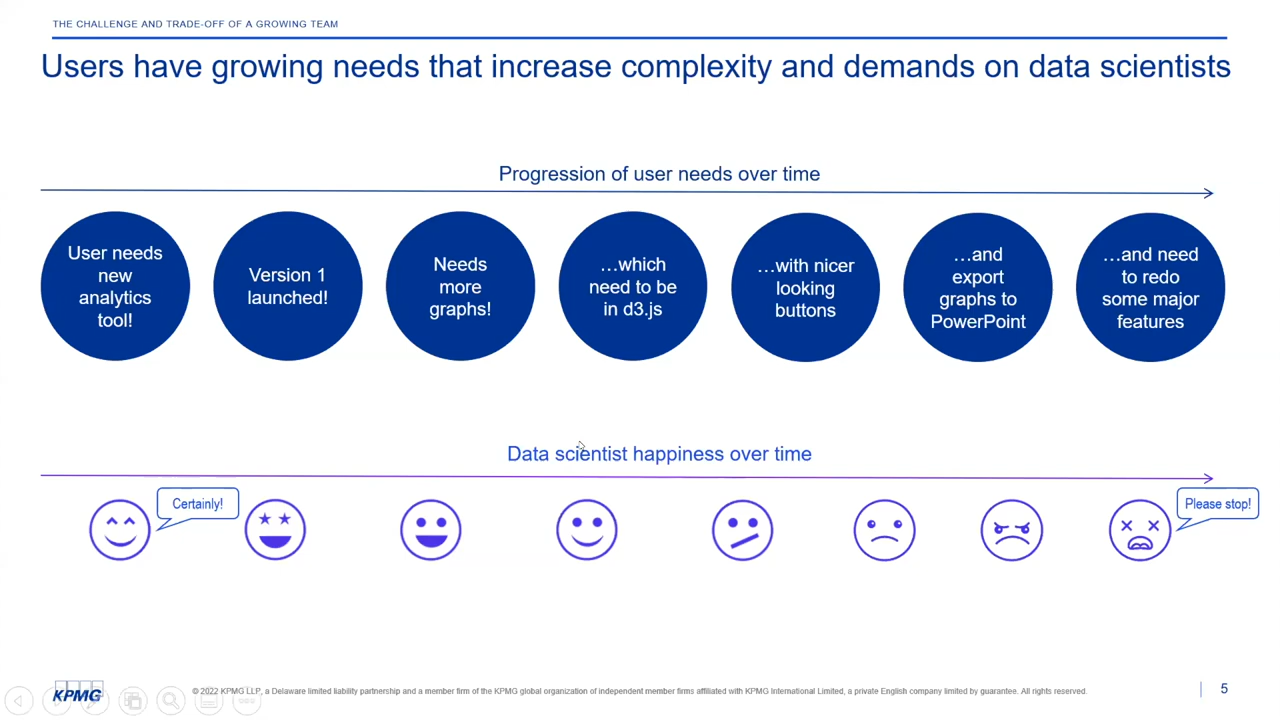 THE CHALLENGE AND TRADE-OFF OF A GROWING TEAM
Users have growing needs that increase complexity and demands on data scientists
Progression of user needs over time
User needs
new
analytics
tool!
Version 1
launched!
Needs
more
graphs!
…which
need to be
in d3.js
…with nicer
looking
buttons
…and
export
graphs to
PowerPoint
…and need
to redo
some major
features
Data scientist happiness over time
Certainly!
Please stop!
KPMG
© 2022 KPMG LLP, a Delaware limited liability partnership and a member firm of the KPMG global organization of independent member firms affiliated with KPMG International Limited, a private English company limited by guarantee. All rights reserved.
5